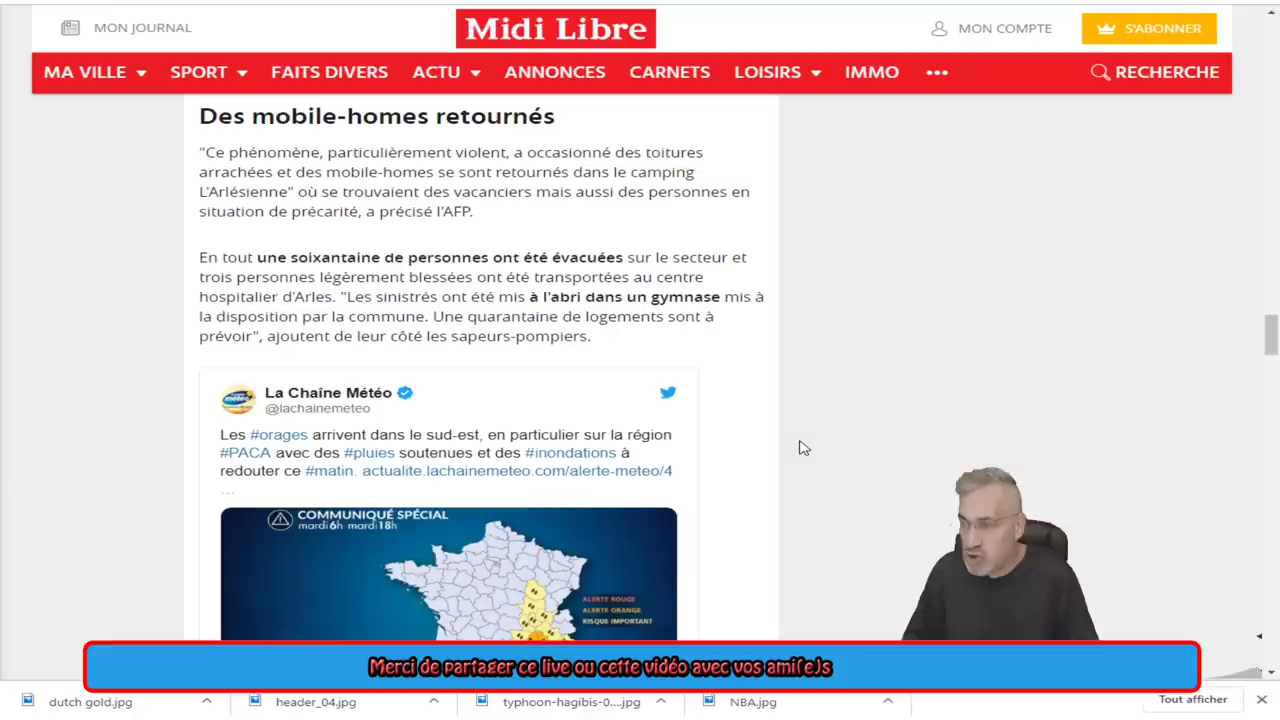 MON JOURNAL
Midi Libre
MON COMPTE
S'ABONNER
MA VILLE
SPORT
FAITS DIVERS
ACTU
ANNONCES
CARNETS
LOISIRS
IMMO
•••
RECHERCHE
Des mobile-homes retournés
"Ce phénomène, particulièrement violent, a occasionné des toitures
arrachées et des mobile-homes se sont retournés dans le camping
L'Arlésienne" où se trouvaient des vacanciers mais aussi des personnes en
situation de précarité, a précisé l'AFP.
En tout une soixantaine de personnes ont été évacuées sur le secteur et
trois personnes légèrement blessées ont été transportées au centre
hospitalier d'Arles. "Les sinistrés ont été mis à l'abri dans un gymnase mis à
la disposition par la commune. Une quarantaine de logements sont à
prévoir", ajoutent de leur côté les sapeurs-pompiers.
La Chaîne Météo
@lachainemeteo
Les #orages arrivent dans le sud-est, en particulier sur la région
#PACA avec des #pluies soutenues et des #inondations à
redouter ce #matin. actualite.lachainemeteo.com/alerte-meteo/4
…
COMMUNIQUÉ SPÉCIAL
mardi 6h mardi 18h
ALERTE ROUGE
ALERTE ORANGE
RISQUE IMPORTANT
Merci de partager ce live ou cette vidéo avec vos ami(e)s
dutch gold.jpg
header_04.jpg
typhoon-hagibis-0....jpg
NBA.jpg
Tout afficher